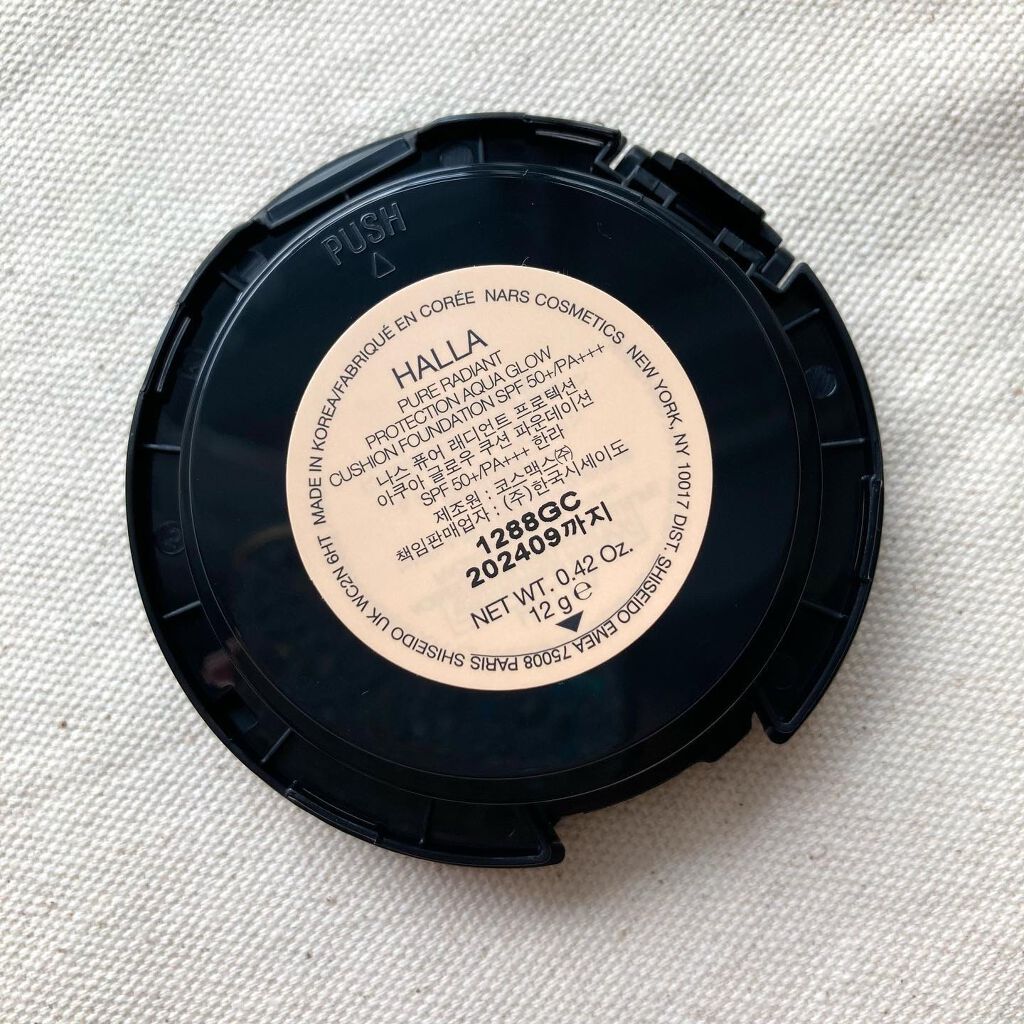 PUSH
MADE IN KOREA/FABRIQUÉ EN CORÉE NARS COSMETICS NEW YORK, NY 10017 DIST. SHISEIDO EMEA 75008 PARIS SHISEIDO UK WC2N 6HT
HALLA
PURE RADIANT
PROTECTION AQUA GLOW
CUSHION FOUNDATION SPF 50+/PA+++
나스 퓨어 래디언트 프로텍션
아쿠아 글로우 쿠션 파운데이션
SPF 50+/PA+++ 한라
제조원 : 코스맥스㈜
책임판매업자 : (주)한국시세이도
1288GC
202409까지
NET WT. 0.42 Oz.
12 g ℮